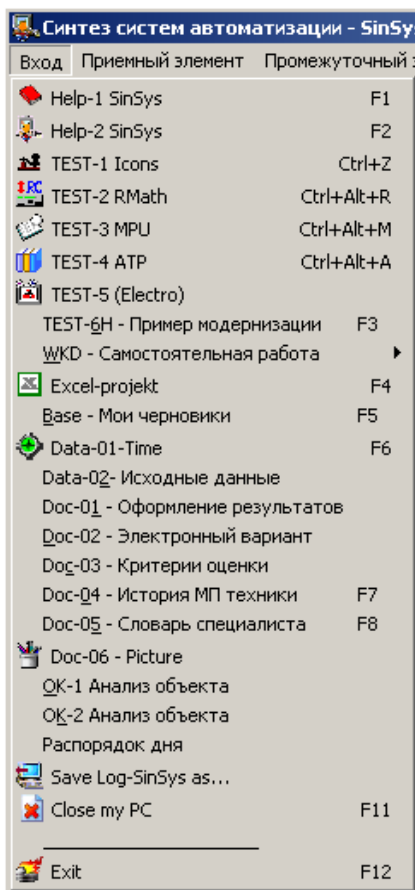 Синтез систем автоматизации - SinSy
Вход Приемный элемент Промежуточный
Help-1 SinSys F1
Help-2 SinSys F2
TEST-1 Icons Ctrl+Z
TEST-2 RMath Ctrl+Alt+R
TEST-3 MPU Ctrl+Alt+M
TEST-4 ATP Ctrl+Alt+A
TEST-5 (Electro)
TEST-6H - Пример модернизации F3
WKD - Самостоятельная работа
Excel-projekt F4
Base - Мои черновики F5
Data-01-Time F6
Data-02- Исходные данные
Doc-01 - Оформление результатов
Doc-02 - Электронный вариант
Doc-03 - Критерии оценки
Doc-04 - История МП техники F7
Doc-05 - Словарь специалиста F8
Doc-06 - Picture
OK-1 Анализ объекта
OK-2 Анализ объекта
Распорядок дня
Save Log-SinSys as...
Close my PC F11
Exit F12